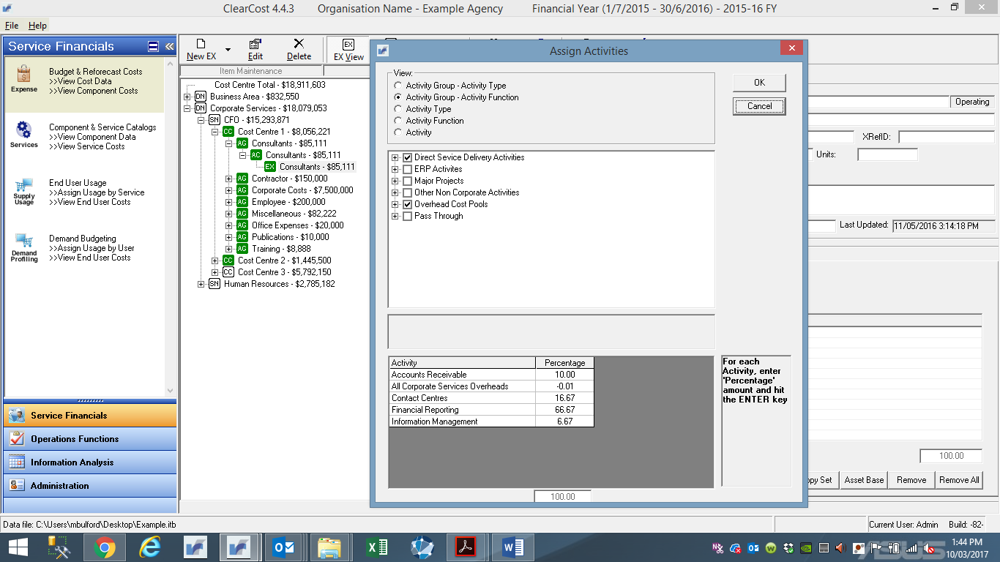 ClearCost 4.4.3 Organisation Name - Example Agency Financial Year (1/7/2015 - 30/6/2016) - 2015-16 FY
File Help
Service Financials
Expense
Budget & Reforecast Costs
>>View Cost Data
>>View Component Costs
Services
Component & Service Catalogs
>>View Component Data
>>View Service Costs
Supply
Usage
End User Usage
>>Assign Usage by Service
>>View End User Costs
Demand
Profiling
Demand Budgeting
>>Assign Usage by User
>>View End User Costs
Service Financials
Operations Functions
Information Analysis
Administration
New EX Edit Delete EX View
Item Maintenance
Cost Centre Total - $18,911,603
DN Business Area - $832,550
DN Corporate Services - $18,079,053
SN CFO - $15,293,871
CC Cost Centre 1 - $8,056,221
AG Consultants - $85,111
AC Consultants - $85,111
EX Consultants - $85,111
AG Contractor - $150,000
AG Corporate Costs - $7,500,000
AG Employee - $200,000
AG Miscellaneous - $82,222
AG Office Expenses - $20,000
AG Publications - $10,000
AG Training - $8,888
CC Cost Centre 2 - $1,445,500
CC Cost Centre 3 - $5,792,150
SN Human Resources - $2,785,182
Assign Activities
View:
Activity Group - Activity Type
Activity Group - Activity Function
Activity Type
Activity Function
Activity
OK
Cancel
Direct Sevice Delivery Activities
ERP Activites
Major Projects
Other Non Corporate Activities
Overhead Cost Pools
Pass Through
Activity Percentage
Accounts Receivable 10.00
All Corporate Services Overheads -0.01
Contact Centres 16.67
Financial Reporting 66.67
Information Management 6.67
100.00
For each
Activity, enter
'Percentage'
amount and hit
the ENTER key
Operating
XRefID:
Units:
Last Updated: 11/05/2016 3:14:18 PM
100.00
py Set Asset Base Remove Remove All
Data file: C:\Users\mbulford\Desktop\Example.itb
Current User: Admin Build: -82-
1:44 PM
10/03/2017